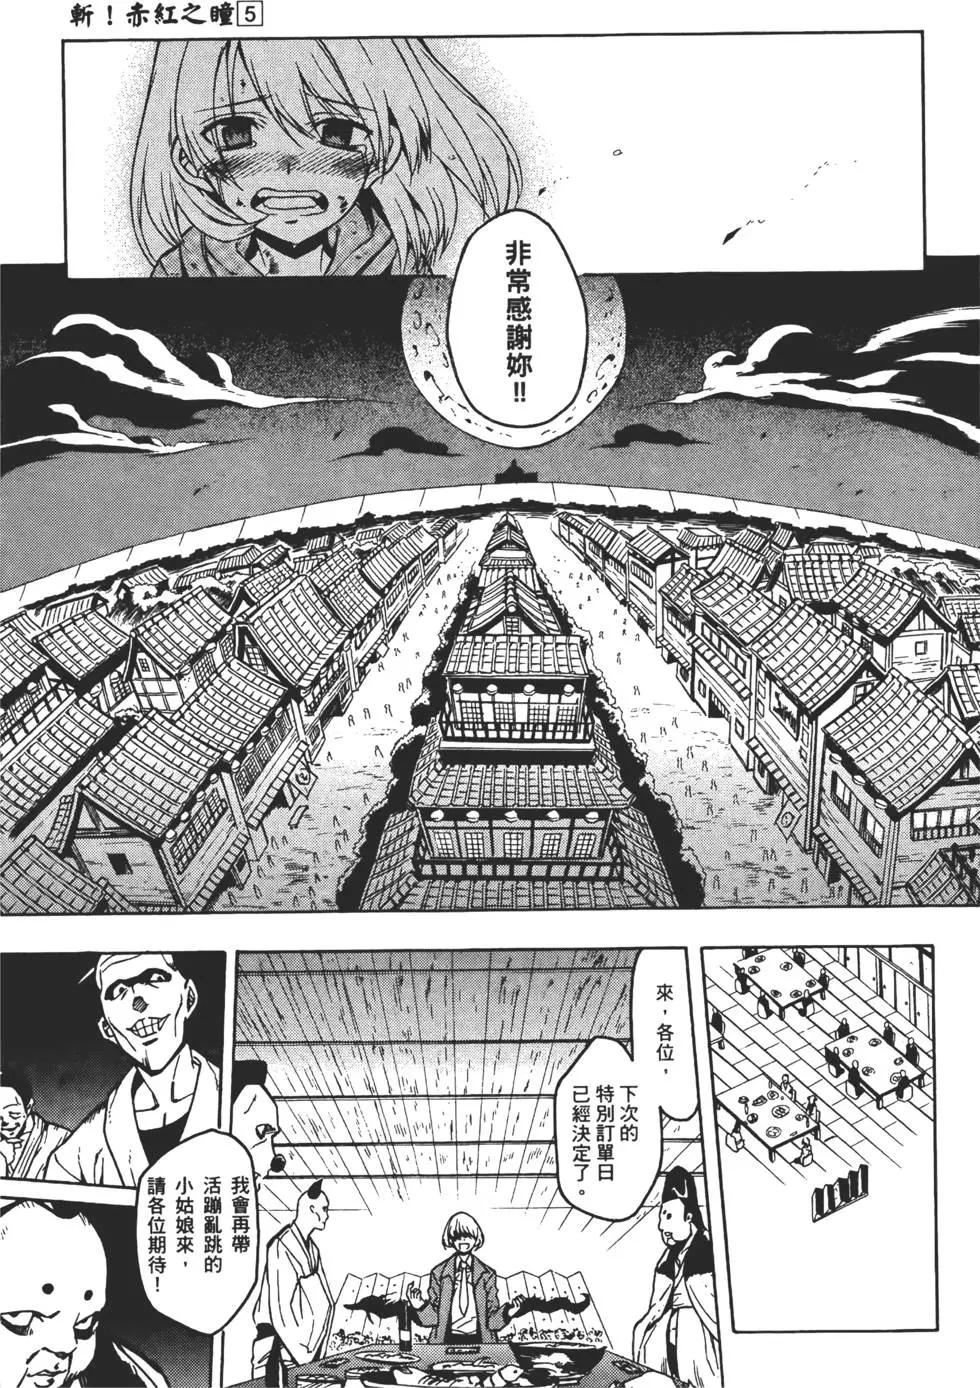 斬！赤紅之瞳 5
非常感謝妳!!
來，各位，
下次的
特別訂單日
已經決定了。
我會再帶
活蹦亂跳的
小姑娘來，
請各位期待！